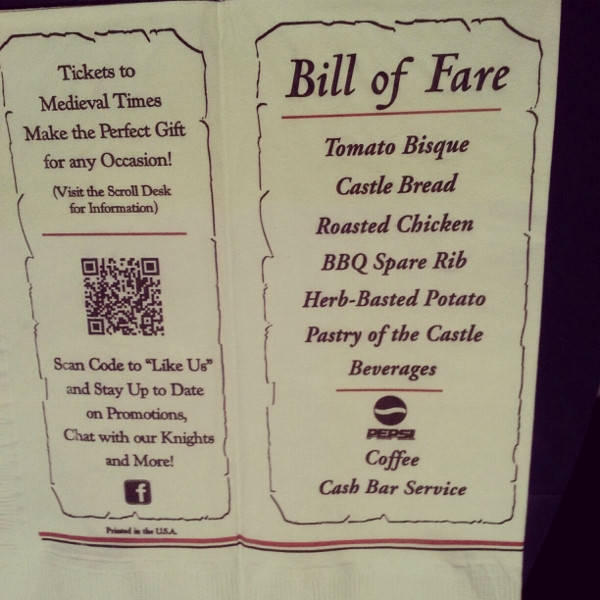 Tickets to
Medieval Times
Make the Perfect Gift
for any Occasion!
(Visit the Scroll Desk
for Information)
Scan Code to “Like Us”
and Stay Up to Date
on Promotions,
Chat with our Knights
and More!
f
Printed in the U.S.A.
Bill of Fare
Tomato Bisque
Castle Bread
Roasted Chicken
BBQ Spare Rib
Herb-Basted Potato
Pastry of the Castle
Beverages
PEPSI
Coffee
Cash Bar Service